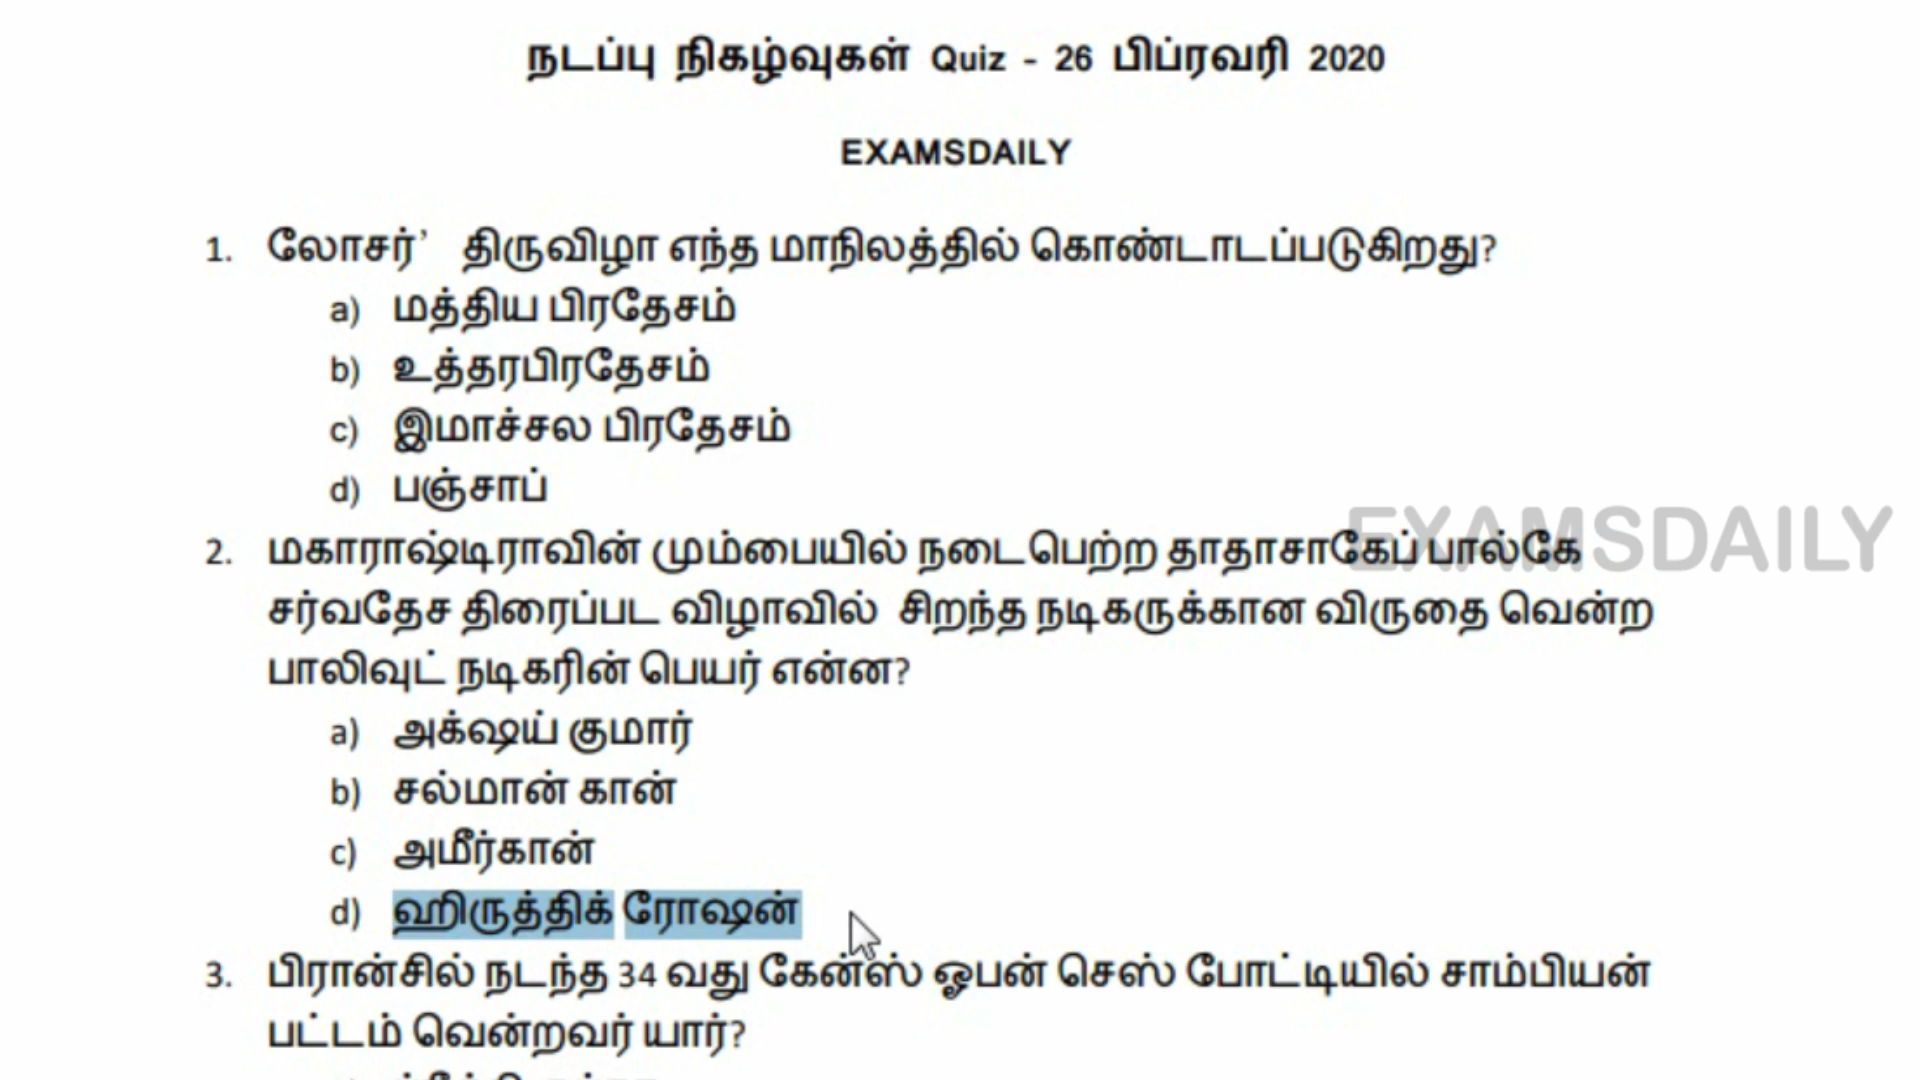 நடப்பு நிகழ்வுகள் Quiz - 26 பிப்ரவரி 2020
EXAMSDAILY
1. லோசர்’ திருவிழா எந்த மாநிலத்தில் கொண்டாடப்படுகிறது?
a) மத்திய பிரதேசம்
b) உத்தரபிரதேசம்
c) இமாச்சல பிரதேசம்
d) பஞ்சாப்
EXAMSDAILY
2. மகாராஷ்டிராவின் மும்பையில் நடைபெற்ற தாதாசாகேப் பால்கே
சர்வதேச திரைப்பட விழாவில் சிறந்த நடிகருக்கான விருதை வென்ற
பாலிவுட் நடிகரின் பெயர் என்ன?
a) அக்ஷய் குமார்
b) சல்மான் கான்
c) அமீர்கான்
d) ஹிருத்திக் ரோஷன்
3. பிரான்சில் நடந்த 34 வது கேன்ஸ் ஓபன் செஸ் போட்டியில் சாம்பியன்
பட்டம் வென்றவர் யார்?